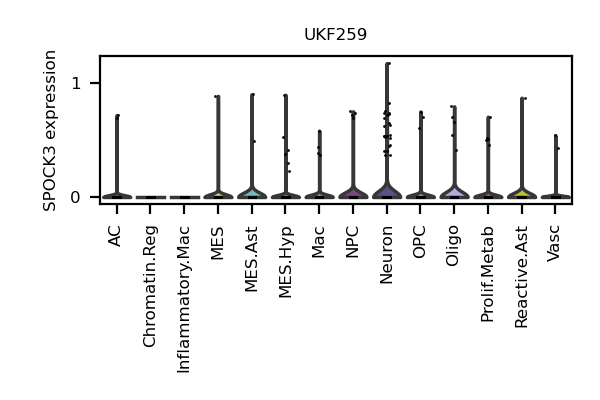 UKF259
SPOCK3 expression
1
0
AC
Chromatin.Reg
Inflammatory.Mac
MES
MES.Ast
MES.Hyp
Mac
NPC
Neuron
OPC
Oligo
Prolif.Metab
Reactive.Ast
Vasc